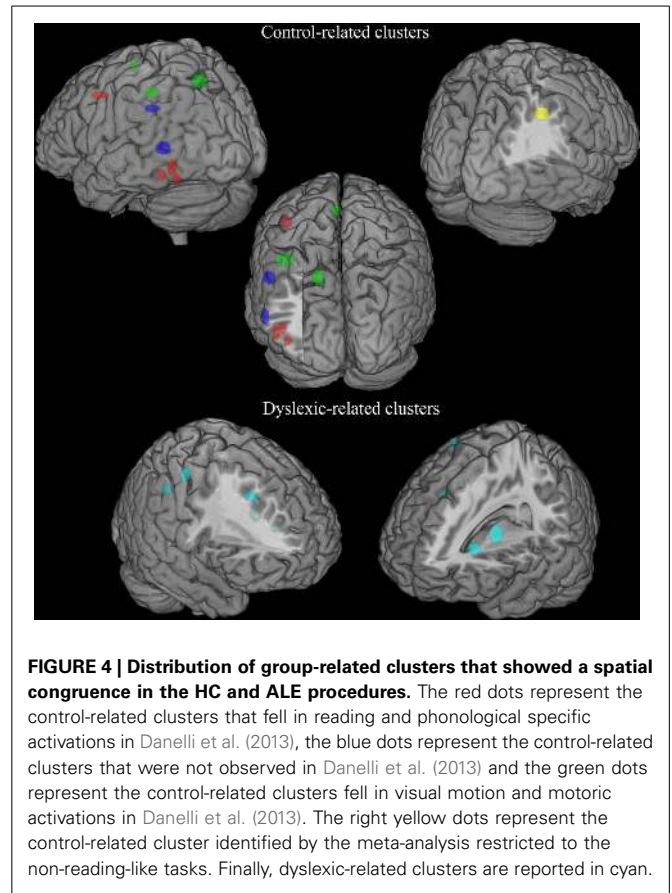 Control-related clusters
Dyslexic-related clusters
FIGURE 4 | Distribution of group-related clusters that showed a spatial
congruence in the HC and ALE procedures. The red dots represent the
control-related clusters that fell in reading and phonological specific
activations in Danelli et al. (2013), the blue dots represent the control-related
clusters that were not observed in Danelli et al. (2013) and the green dots
represent the control-related clusters fell in visual motion and motoric
activations in Danelli et al. (2013). The right yellow dots represent the
control-related cluster identified by the meta-analysis restricted to the
non-reading-like tasks. Finally, dyslexic-related clusters are reported in cyan.